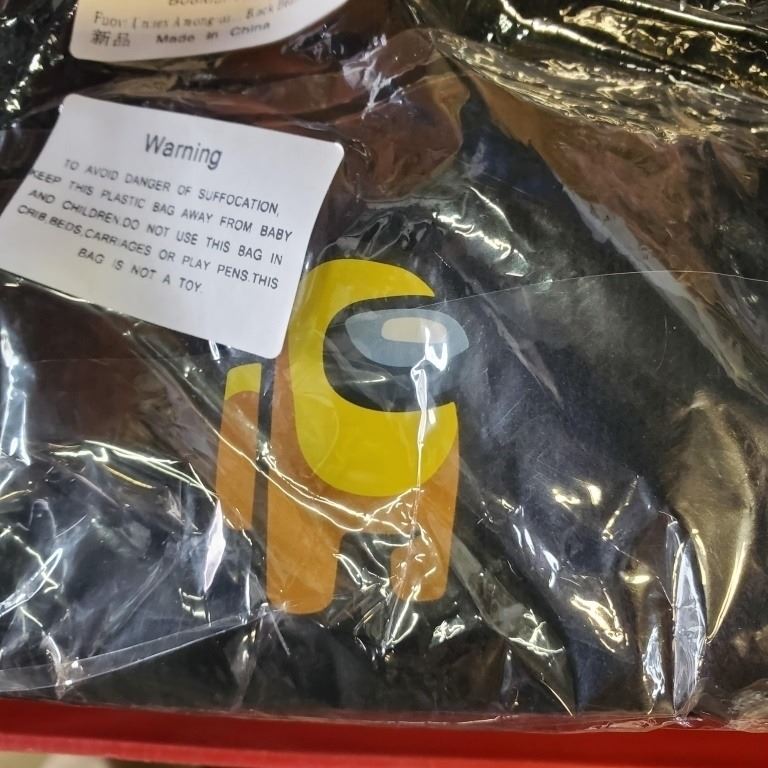 新品 Made in China
Warning
TO AVOID DANGER OF SUFFOCATION,
KEEP THIS PLASTIC BAG AWAY FROM BABY
AND CHILDREN.DO NOT USE THIS BAG IN
CRIB.BEDS,CARRIAGES OR PLAY PENS.THIS
BAG IS NOT A TOY.